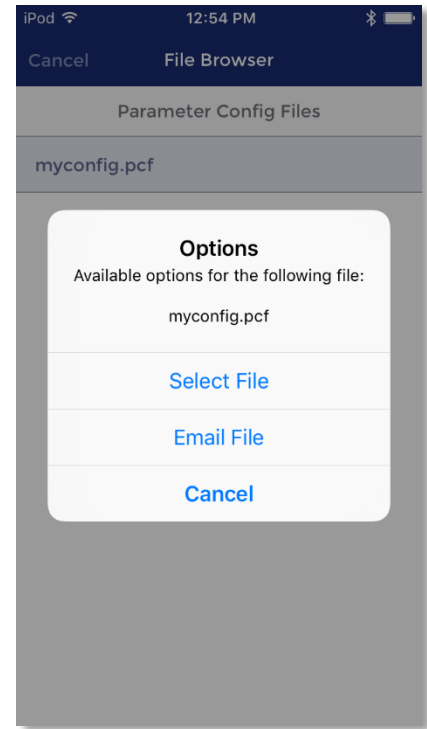 iPod 12:54 PM
Cancel File Browser
Parameter Config Files
myconfig.pcf
Options
Available options for the following file:
myconfig.pcf
Select File
Email File
Cancel